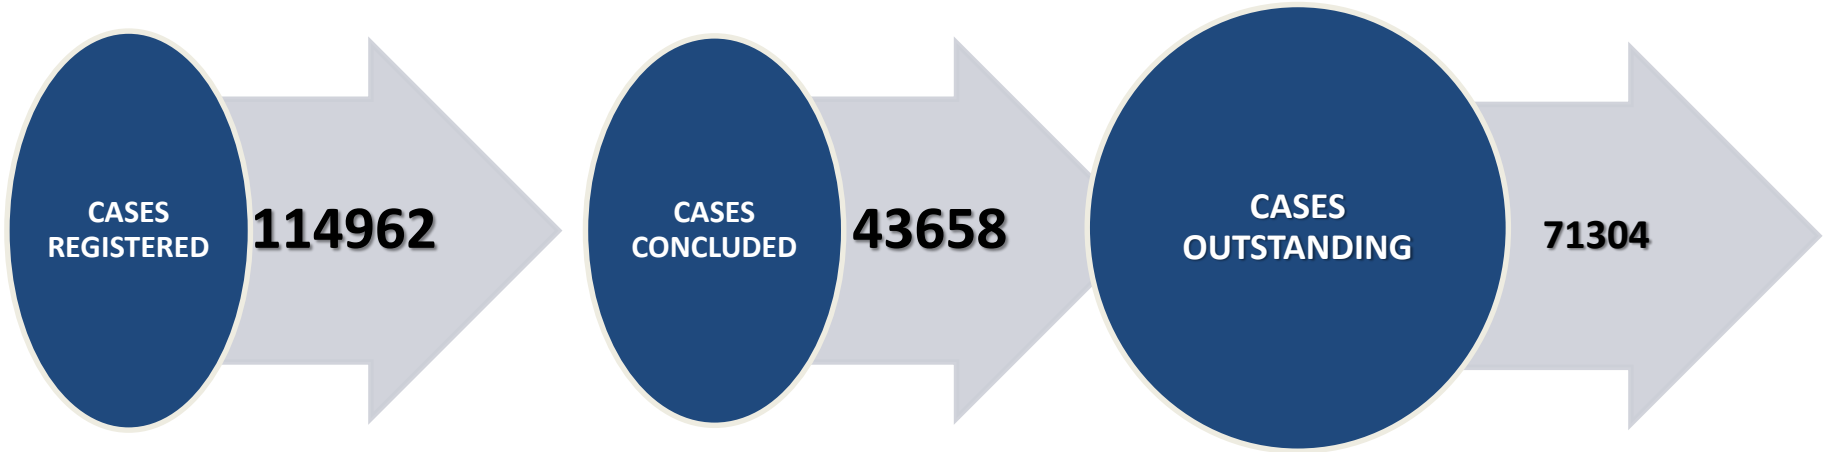 CASES
REGISTERED
114962
CASES
CONCLUDED
43658
CASES
OUTSTANDING
71304